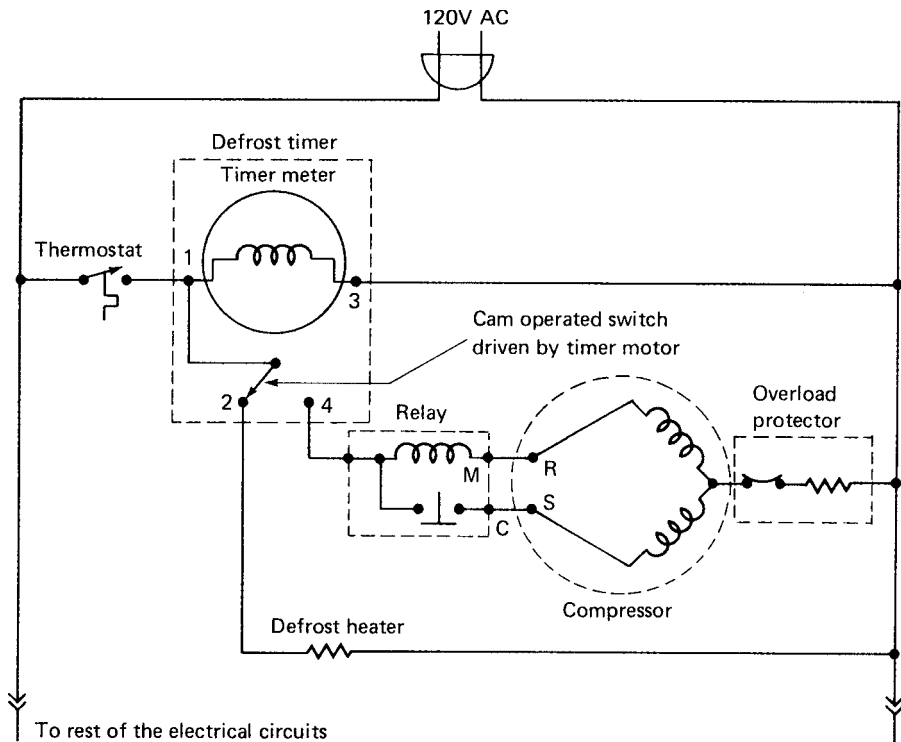 120V AC
Defrost timer
Timer meter
Thermostat
1
3
Cam operated switch
driven by timer motor
2
4
Relay
Overload
protector
M
R
S
C
Compressor
Defrost heater
To rest of the electrical circuits